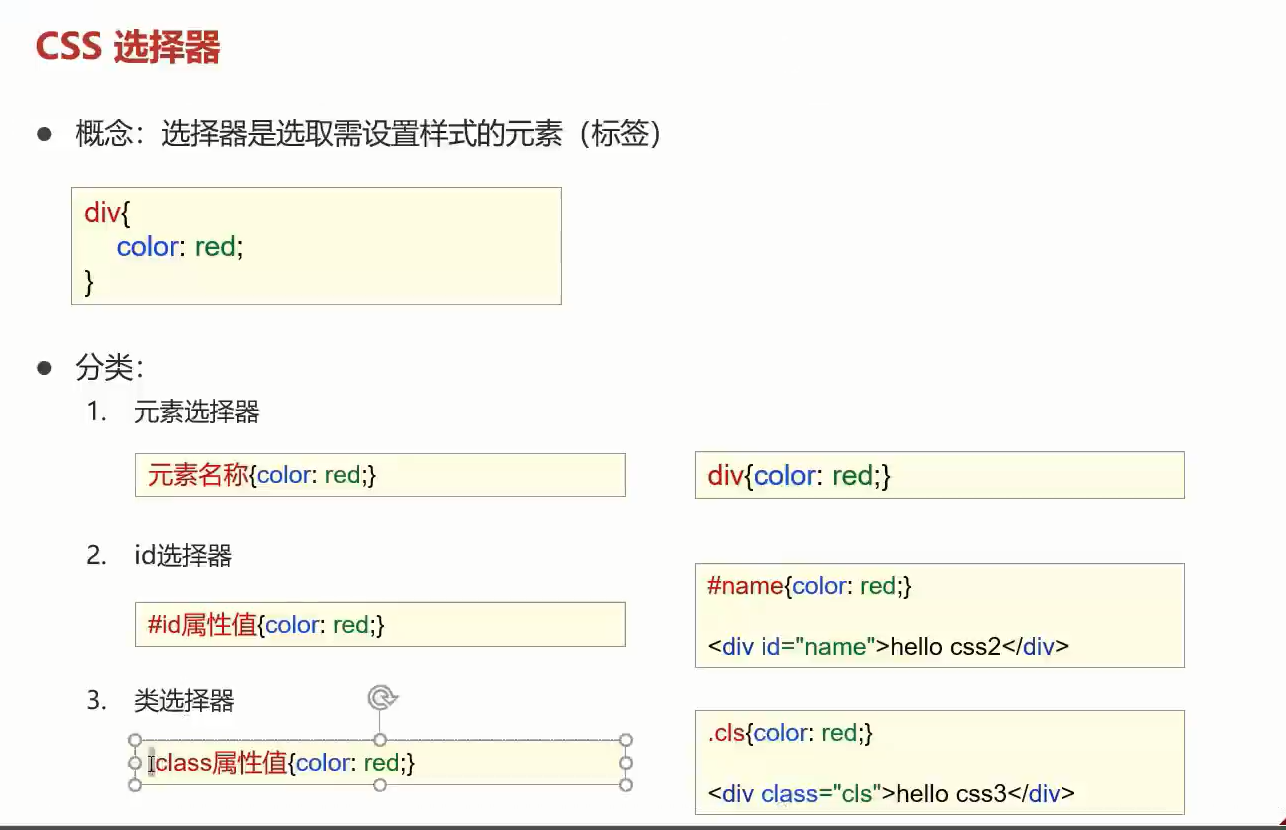 CSS 选择器
● 概念：选择器是选取需设置样式的元素（标签）
div{
color: red;
}
● 分类：
1. 元素选择器
元素名称{color: red;}
div{color: red;}
2. id选择器
#id属性值{color: red;}
#name{color: red;}
<div id="name">hello css2</div>
3. 类选择器
.class属性值{color: red;}
.cls{color: red;}
<div class="cls">hello css3</div>